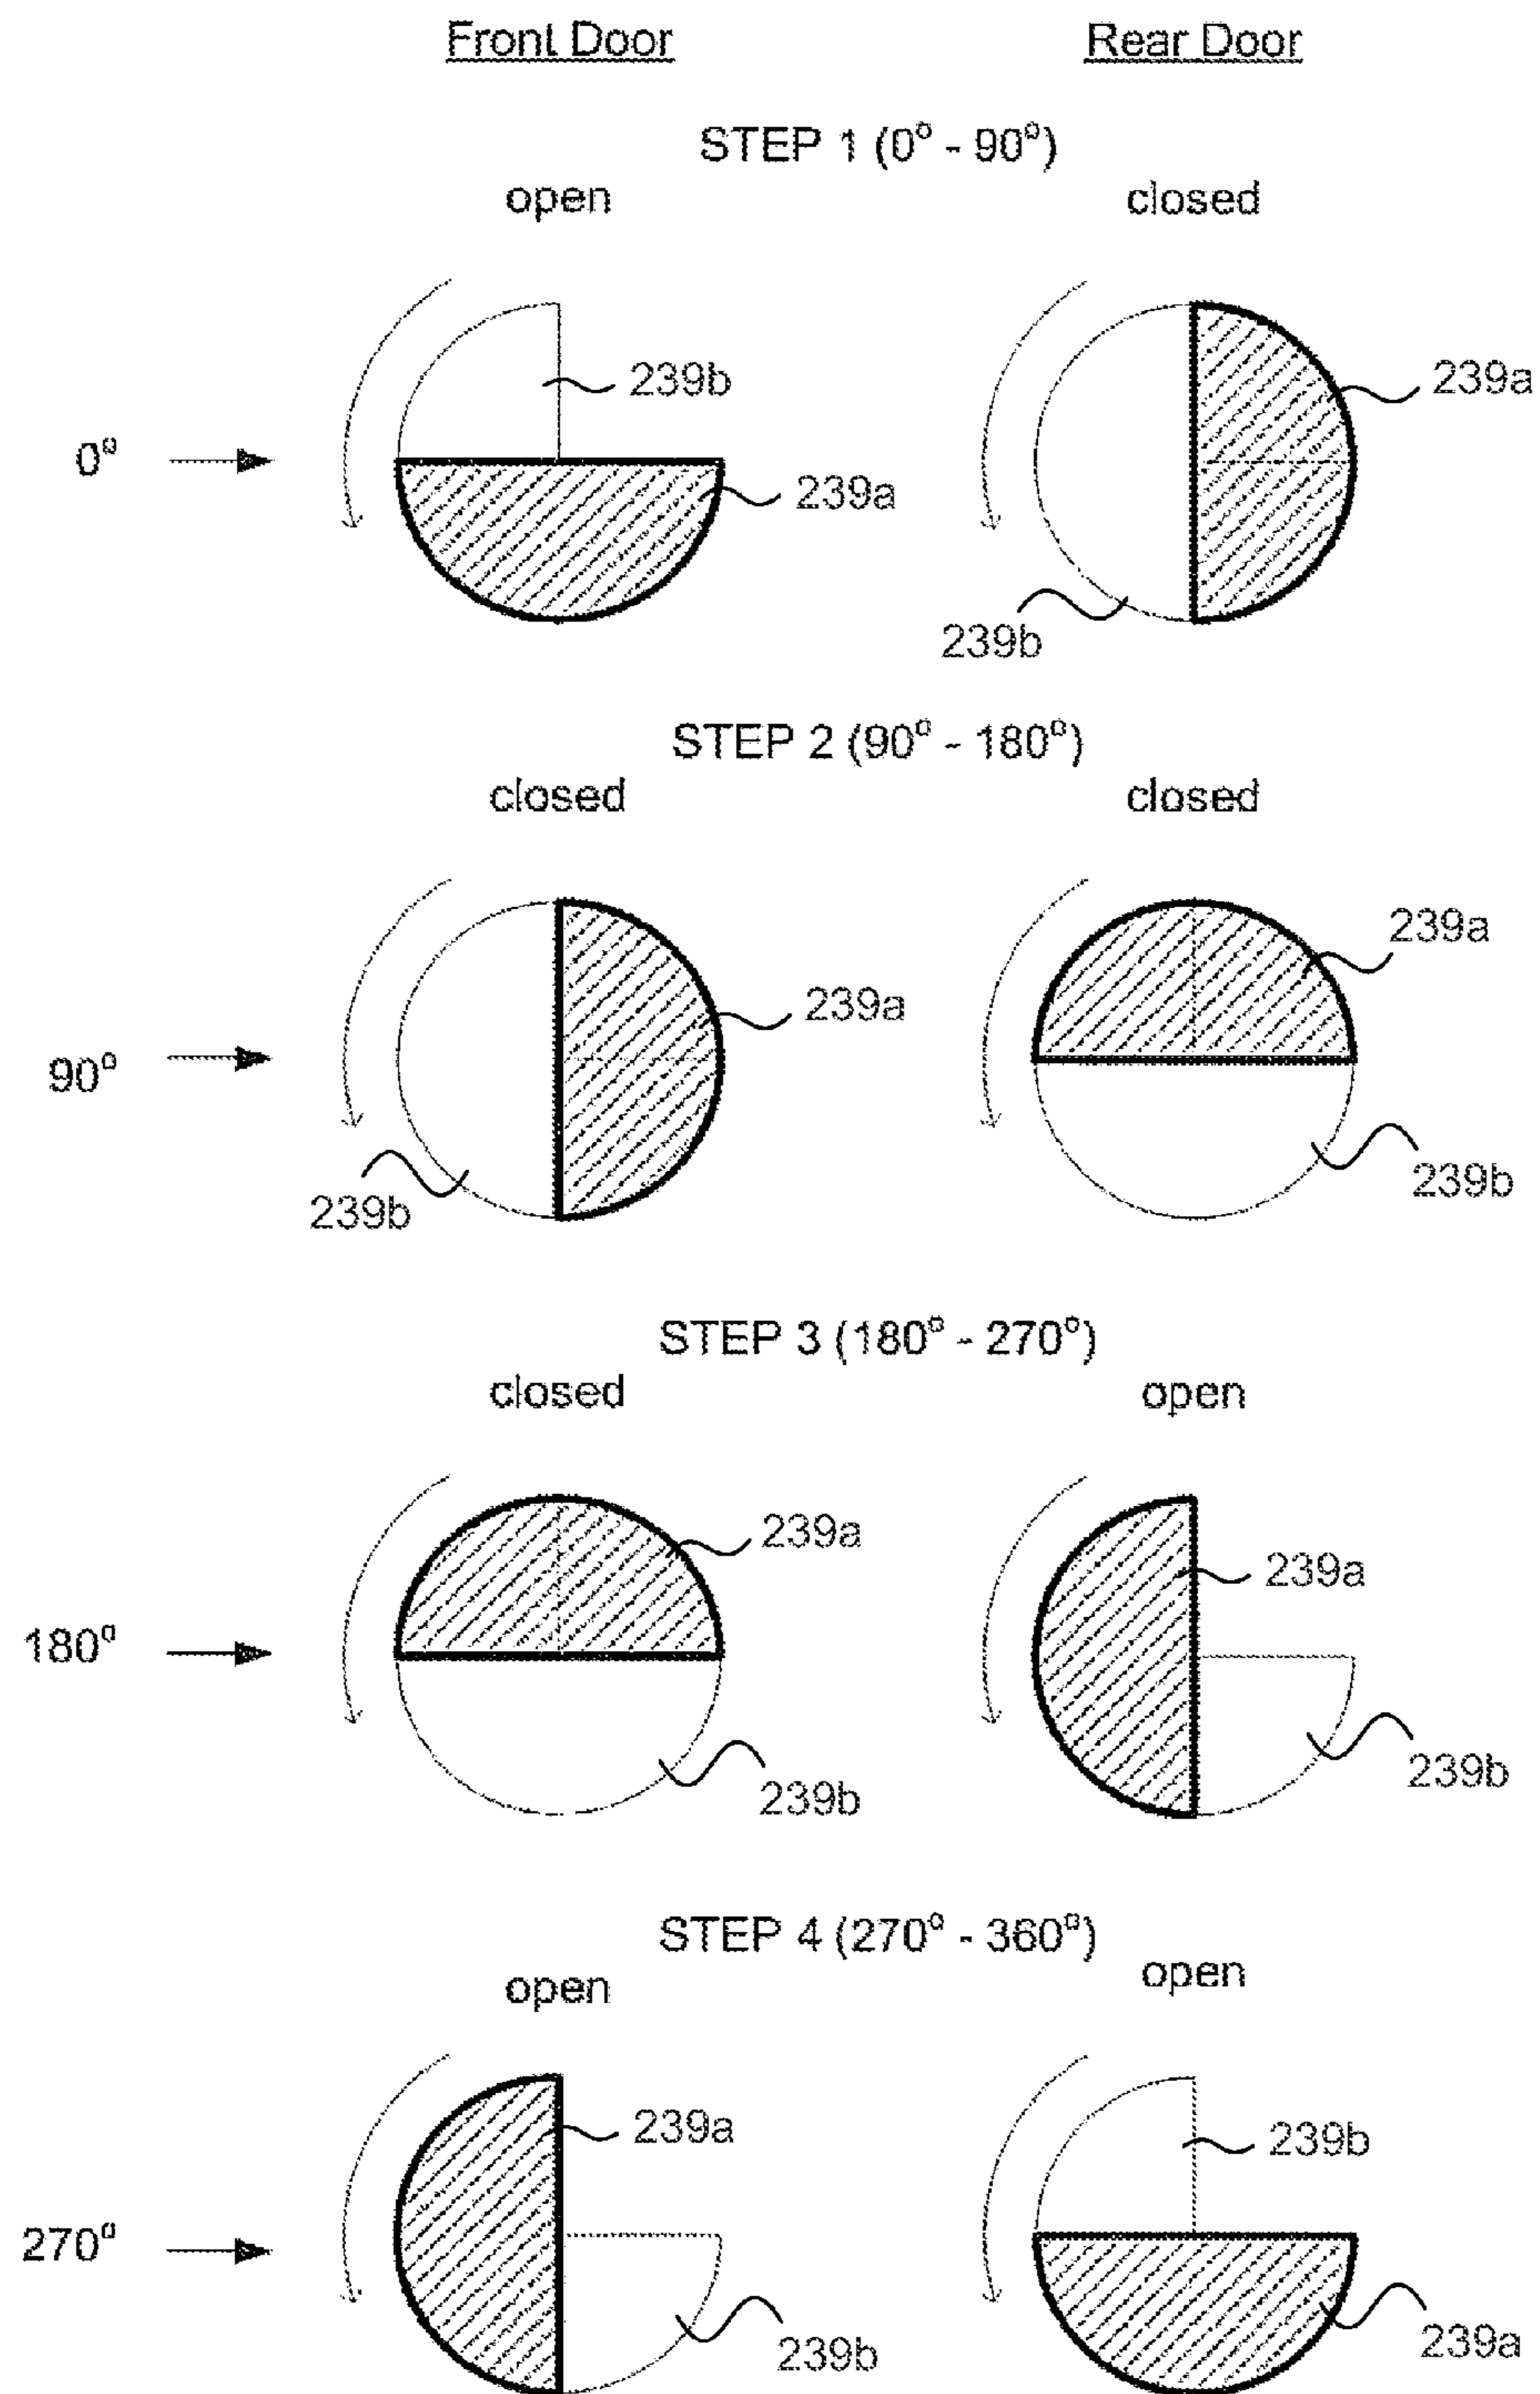 Front Door Rear Door
STEP 1 (0° - 90°)
open closed
239b 239a
0°
239a
239b
STEP 2 (90° - 180°)
closed closed
239a
239a
90°
239b
239b
STEP 3 (180° - 270°)
closed open
239a 239a
180°
239b 239b
STEP 4 (270° - 360°)
open open
239a 239b
270°
239b 239a